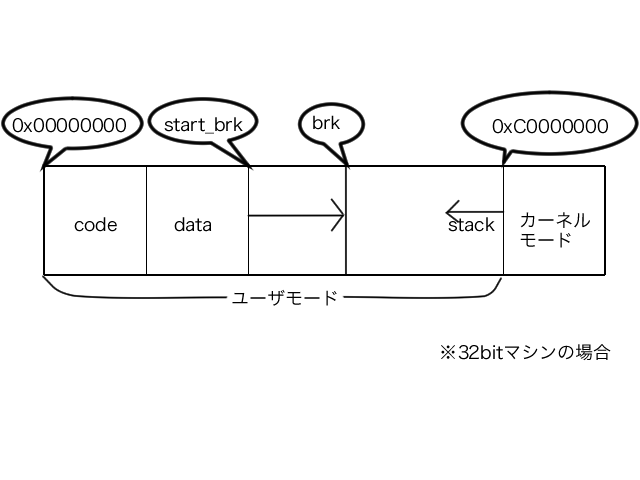 0x00000000
start_brk
brk
0xC0000000
code
data
stack
カーネル
モード
ユーザモード
※32bitマシンの場合